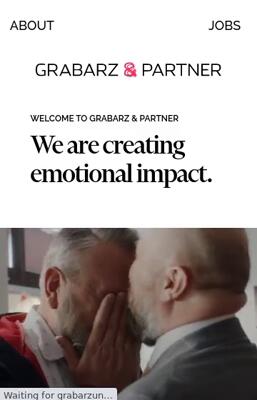 ABOUT JOBS
GRABARZ & PARTNER
WELCOME TO GRABARZ & PARTNER
We are creating
emotional impact.
Waiting for grabarzun...